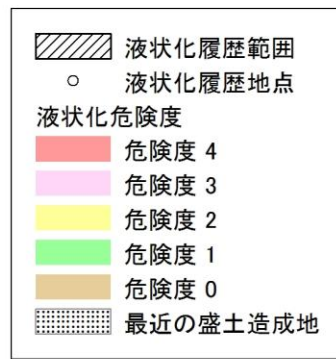 液状化履歴範囲
液状化履歴地点
液状化危険度
危険度 4
危険度 3
危険度 2
危険度 1
危険度 0
最近の盛土造成地